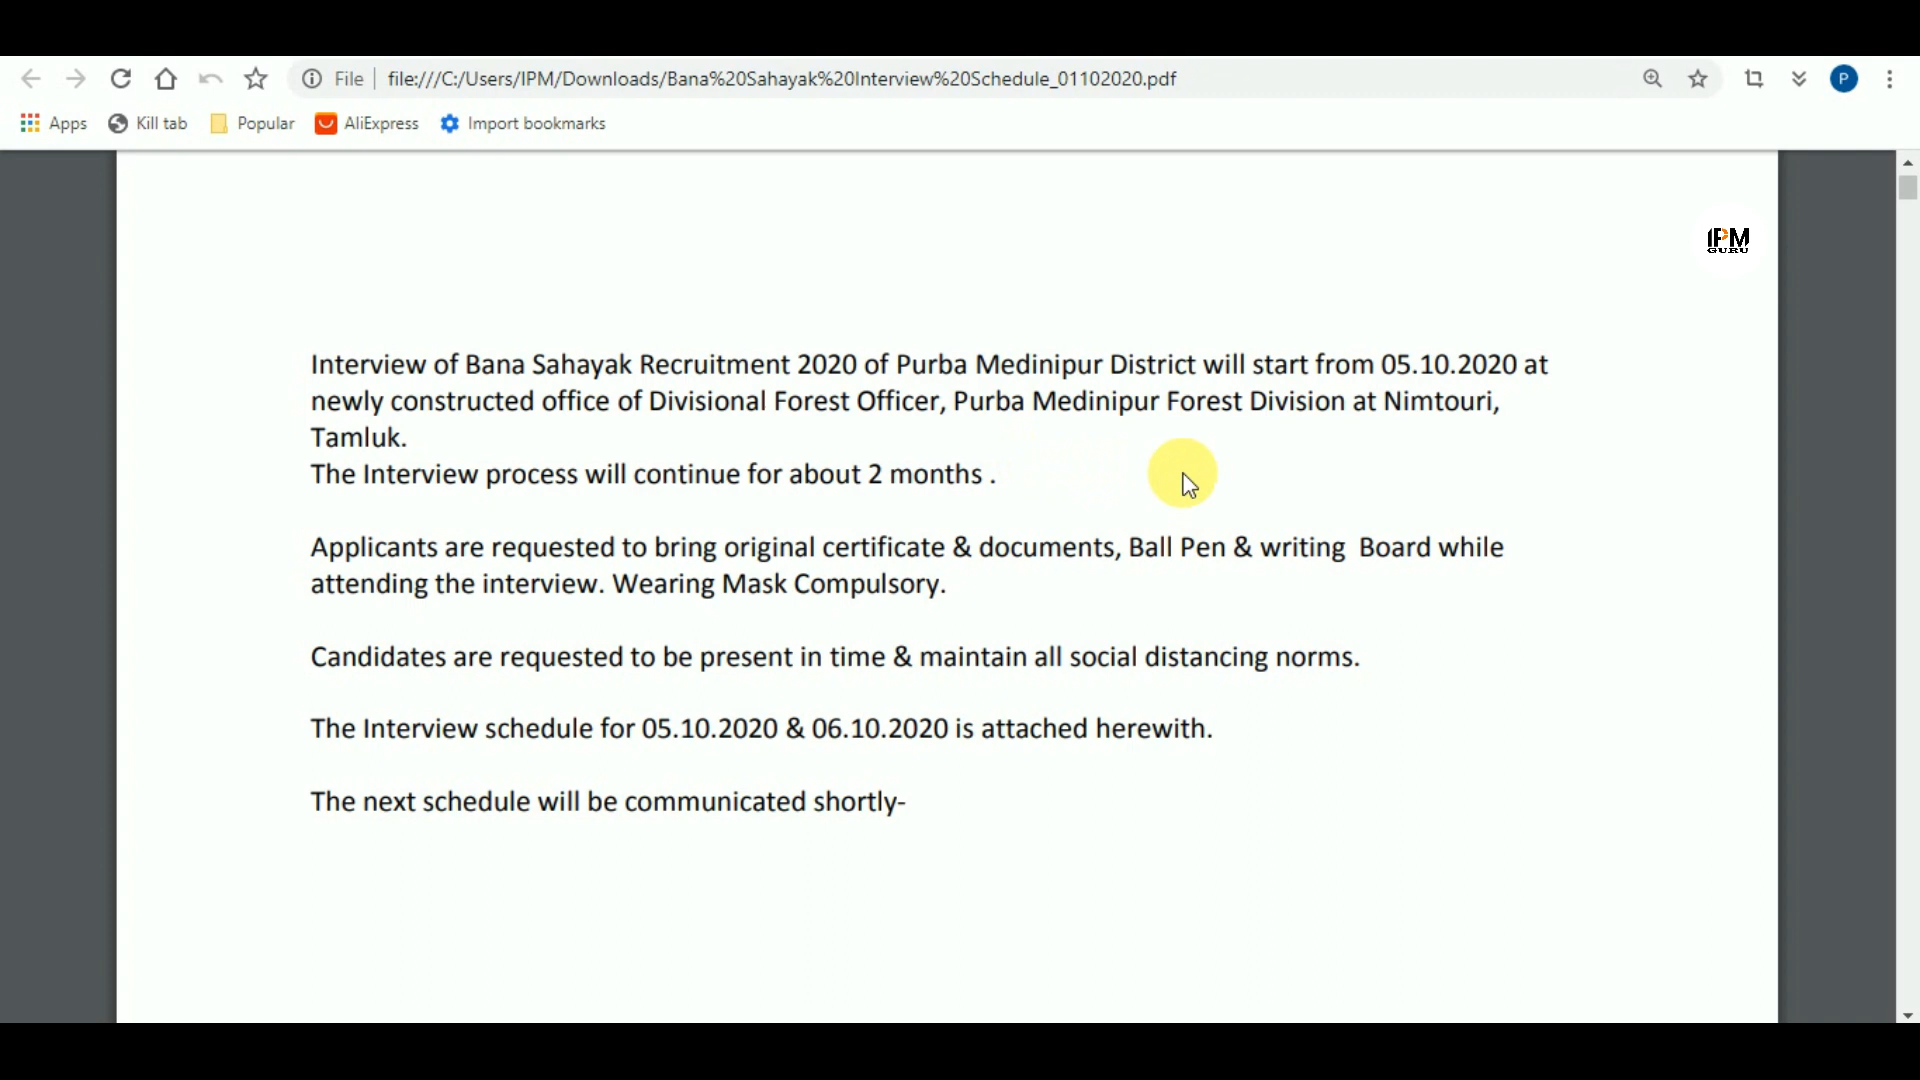 File
file:///C:/Users/IPM/Downloads/Bana%20Sahayak%20Interview%20Schedule_01102020.pdf
P
Apps
Kill tab
Popular
AliExpress
Import bookmarks
IPM
GURU
Interview of Bana Sahayak Recruitment 2020 of Purba Medinipur District will start from 05.10.2020 at
newly constructed office of Divisional Forest Officer, Purba Medinipur Forest Division at Nimtouri,
Tamluk.
The Interview process will continue for about 2 months .
Applicants are requested to bring original certificate & documents, Ball Pen & writing  Board while
attending the interview. Wearing Mask Compulsory.
Candidates are requested to be present in time & maintain all social distancing norms.
The Interview schedule for 05.10.2020 & 06.10.2020 is attached herewith.
The next schedule will be communicated shortly-